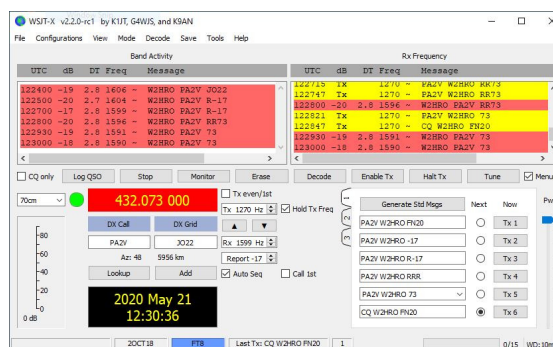 WSJT-X v2.2.0-rc1 by K1JT, G4WJS, and K9AN
File Configurations View Mode Decode Save Tools Help
Band Activity
UTC dB DT Freq Message
122400 -19 2.8 1606 ~ W2HRO PA2V JO22
122500 -20 2.7 1604 ~ W2HRO PA2V R-17
122700 -17 2.8 1599 ~ W2HRO PA2V R-17
122800 -20 2.8 1596 ~ W2HRO PA2V RR73
122930 -19 2.8 1591 ~ W2HRO PA2V 73
123000 -18 2.8 1590 ~ W2HRO PA2V 73
Rx Frequency
UTC dB DT Freq Message
122715 Tx 1270 ~ PA2V W2HRO RR73
122747 Tx 1270 ~ PA2V W2HRO RR73
122800 -20 2.8 1596 ~ W2HRO PA2V RR73
122821 Tx 1270 ~ PA2V W2HRO 73
122847 Tx 1270 ~ CQ W2HRO FN20
122930 -19 2.8 1591 ~ W2HRO PA2V 73
123000 -18 2.8 1590 ~ W2HRO PA2V 73
CQ only Log QSO Stop Monitor Erase Decode Enable Tx Halt Tx Tune Menu
70cm
432.073 000
DX Call DX Grid
PA2V JO22
Az: 48 5956 km
Lookup Add
2020 May 21
12:30:36
-80
-60
-40
-20
0
0 dB
Tx even/1st
Tx 1270 Hz Hold Tx Freq
Rx 1599 Hz
Report -17
Auto Seq Call 1st
1
2
3
Generate Std Msgs Next Now
PA2V W2HRO FN20 Tx 1
PA2V W2HRO -17 Tx 2
PA2V W2HRO R-17 Tx 3
PA2V W2HRO RRR Tx 4
PA2V W2HRO 73 Tx 5
CQ W2HRO FN20 Tx 6
2OCT18 FT8 Last Tx: CQ W2HRO FN20 1 0/15